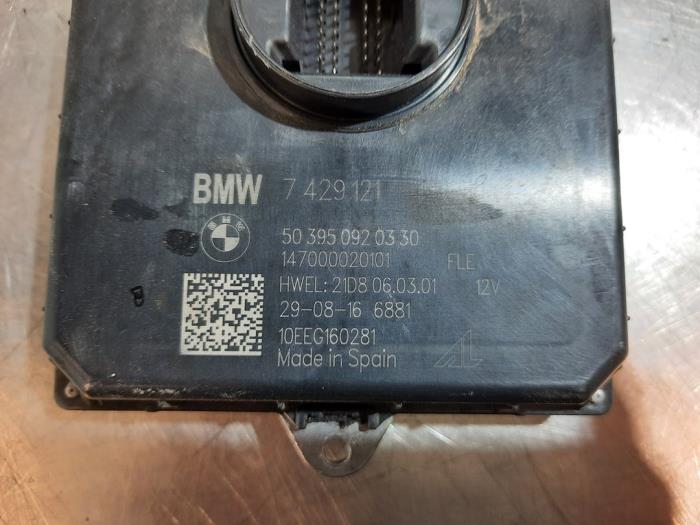 BMW 7 429 121
50 395 092 03 30
147000020101 FLE
HWEL: 21D8 06.03.01 12V
29-08-16 6881
10EEG160281
Made in Spain AL